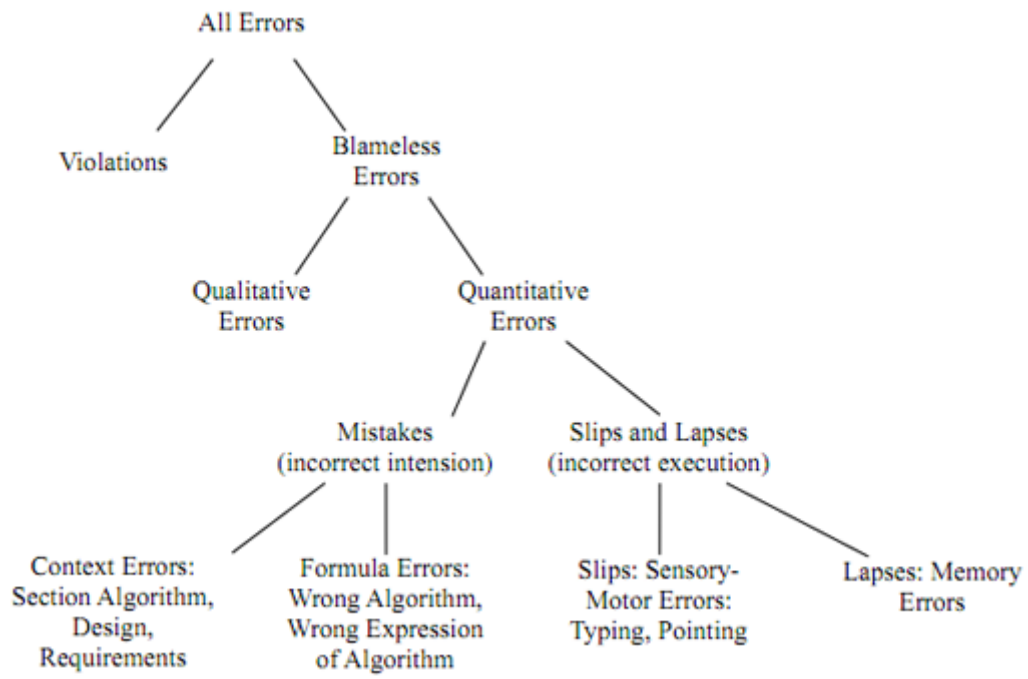 All Errors
Violations
Blameless
Errors
Qualitative
Errors
Quantitative
Errors
Mistakes
(incorrect intension)
Slips and Lapses
(incorrect execution)
Context Errors:
Section Algorithm,
Design,
Requirements
Formula Errors:
Wrong Algorithm,
Wrong Expression
of Algorithm
Slips: Sensory-
Motor Errors:
Typing, Pointing
Lapses: Memory
Errors